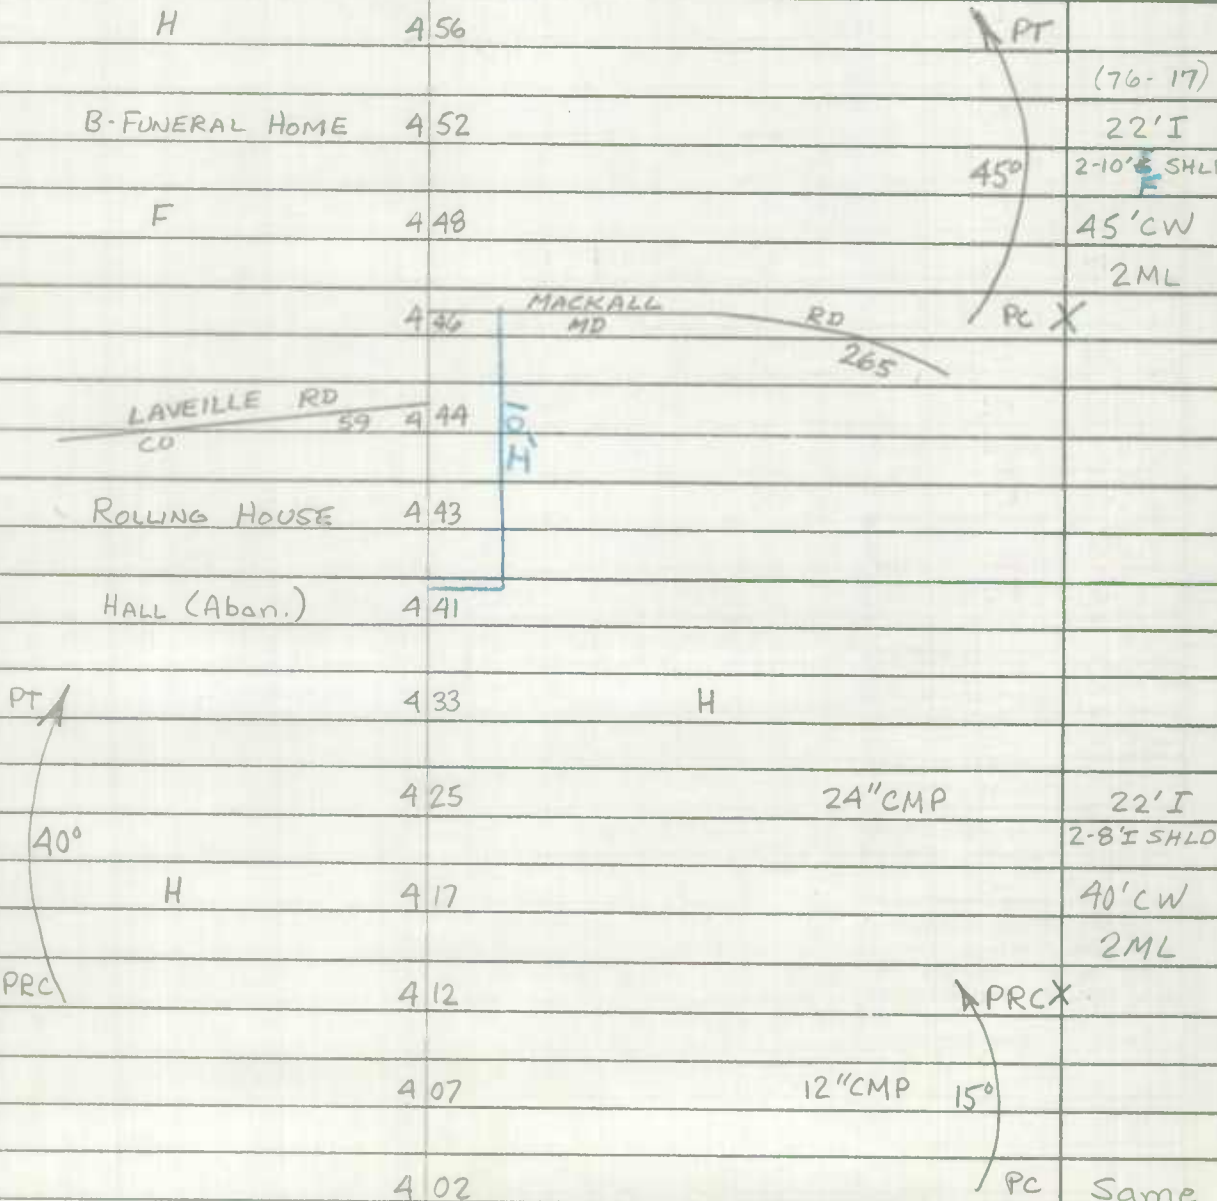 H 4 56 PT
(76-17)
B-FUNERAL HOME 4 52 22' I
45° 2-10' F SHLD
F 4 48 45' CW
2ML
4 46 MACKALL RD PC X
MD 265
LAVEILLE RD 4 44 10' H
CO 59
ROLLING HOUSE 4 43
HALL (Aban.) 4 41
PT 4 33 H
4 25 24" CMP 22' I
40° 2-8' I SHLD
H 4 17 40' CW
2ML
PRC 4 12 PRC X
4 07 12" CMP 15°
4 02 PC Same